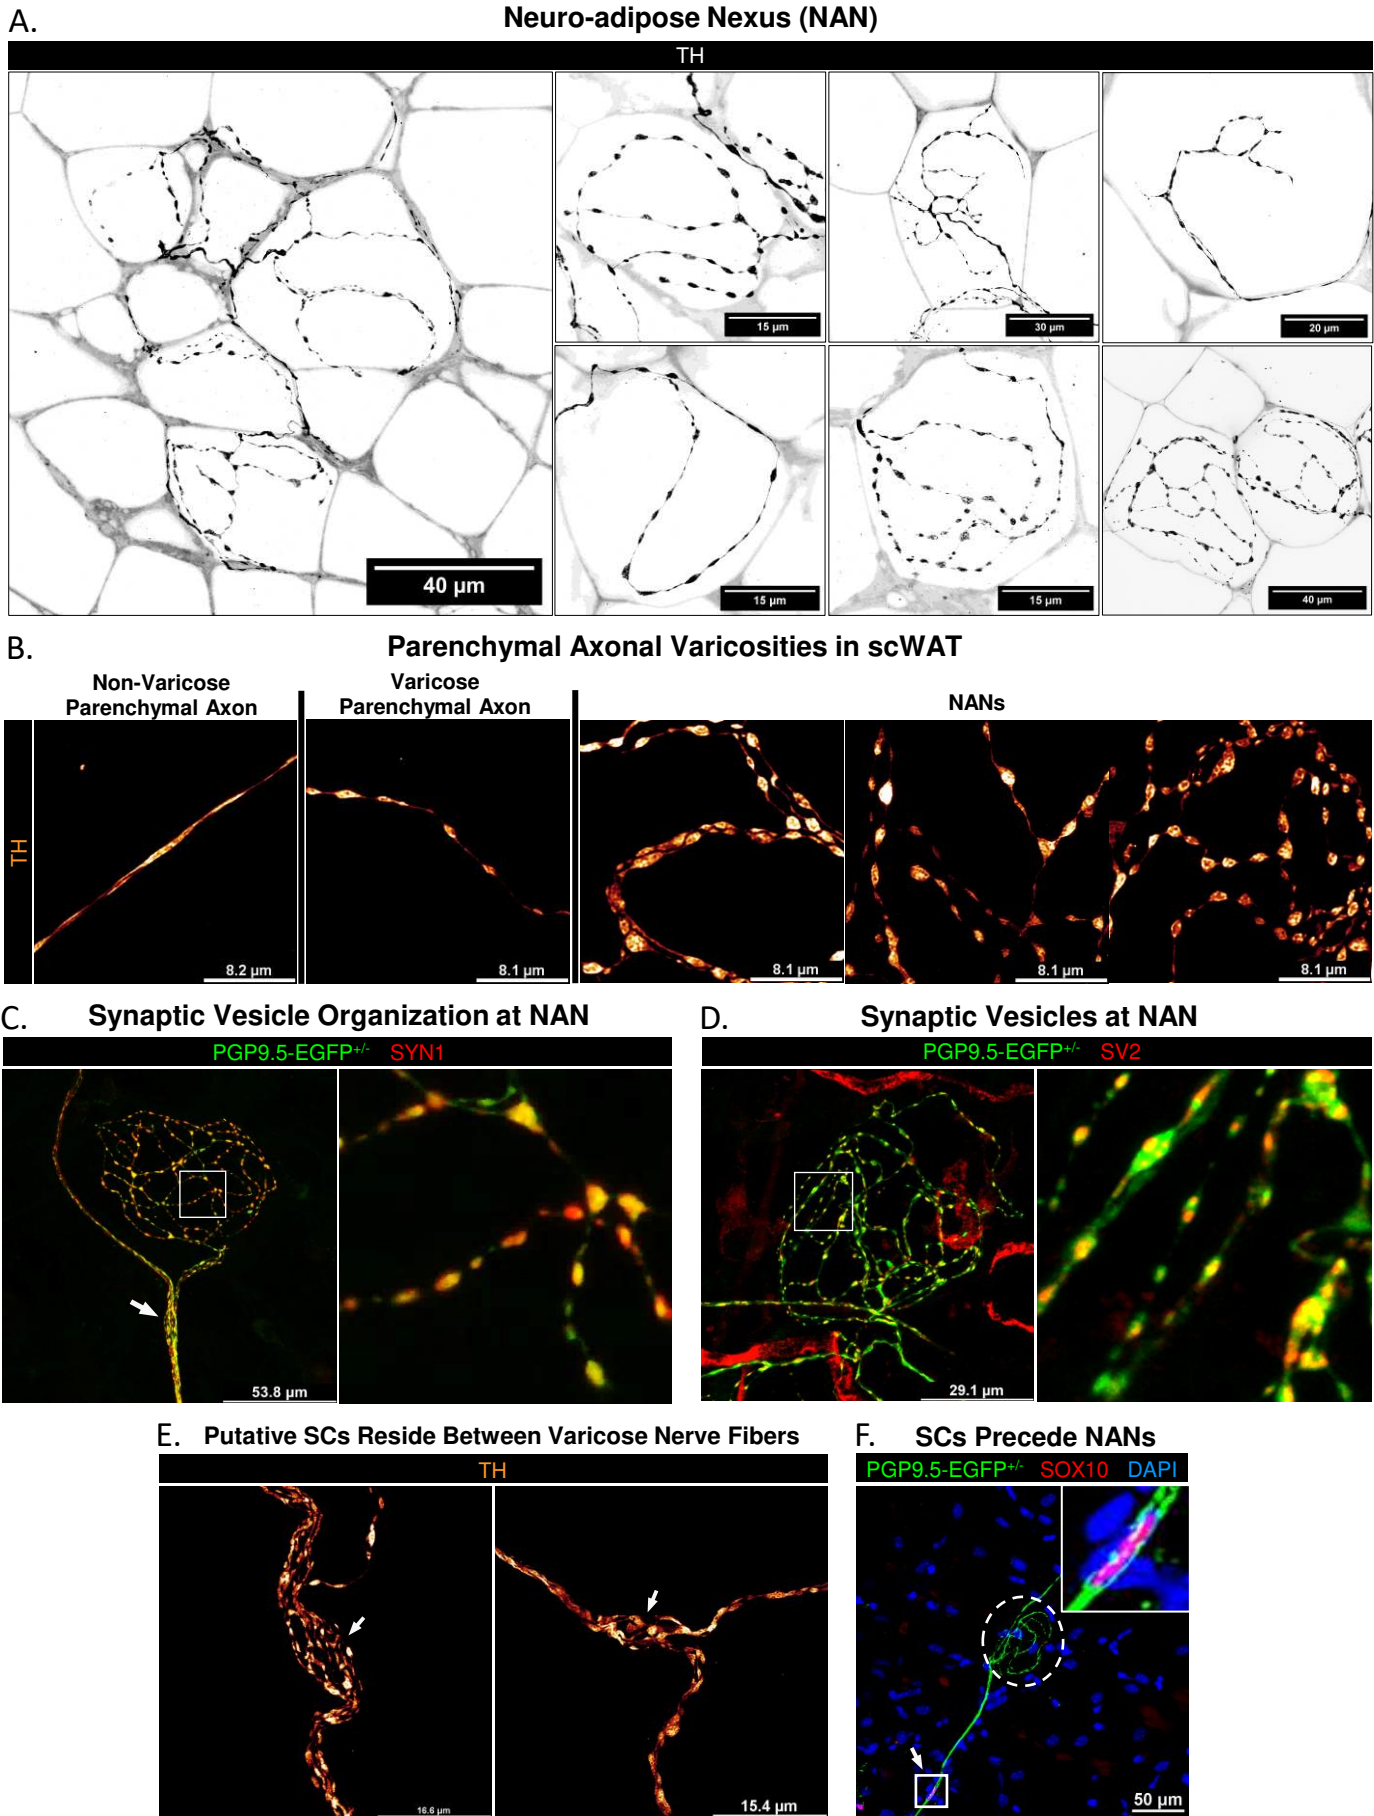 A.
Neuro-adipose Nexus (NAN)
TH
40 µm
15 µm
30 µm
20 µm
15 µm
15 µm
40 µm
B.
Parenchymal Axonal Varicosities in scWAT
Non-Varicose
Parenchymal Axon
Varicose
Parenchymal Axon
NANs
TH
8.2 µm
8.1 µm
8.1 µm
8.1 µm
8.1 µm
C.
Synaptic Vesicle Organization at NAN
PGP9.5-EGFP+/- SYN1
53.8 µm
D.
Synaptic Vesicles at NAN
PGP9.5-EGFP+/- SV2
29.1 µm
E.
Putative SCs Reside Between Varicose Nerve Fibers
TH
16.6 µm
15.4 µm
F.
SCs Precede NANs
PGP9.5-EGFP+/- SOX10 DAPI
50 µm